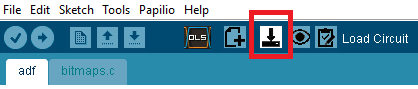 File Edit Sketch Tools Papilio Help
OLS Load Circuit
adf bitmaps.c